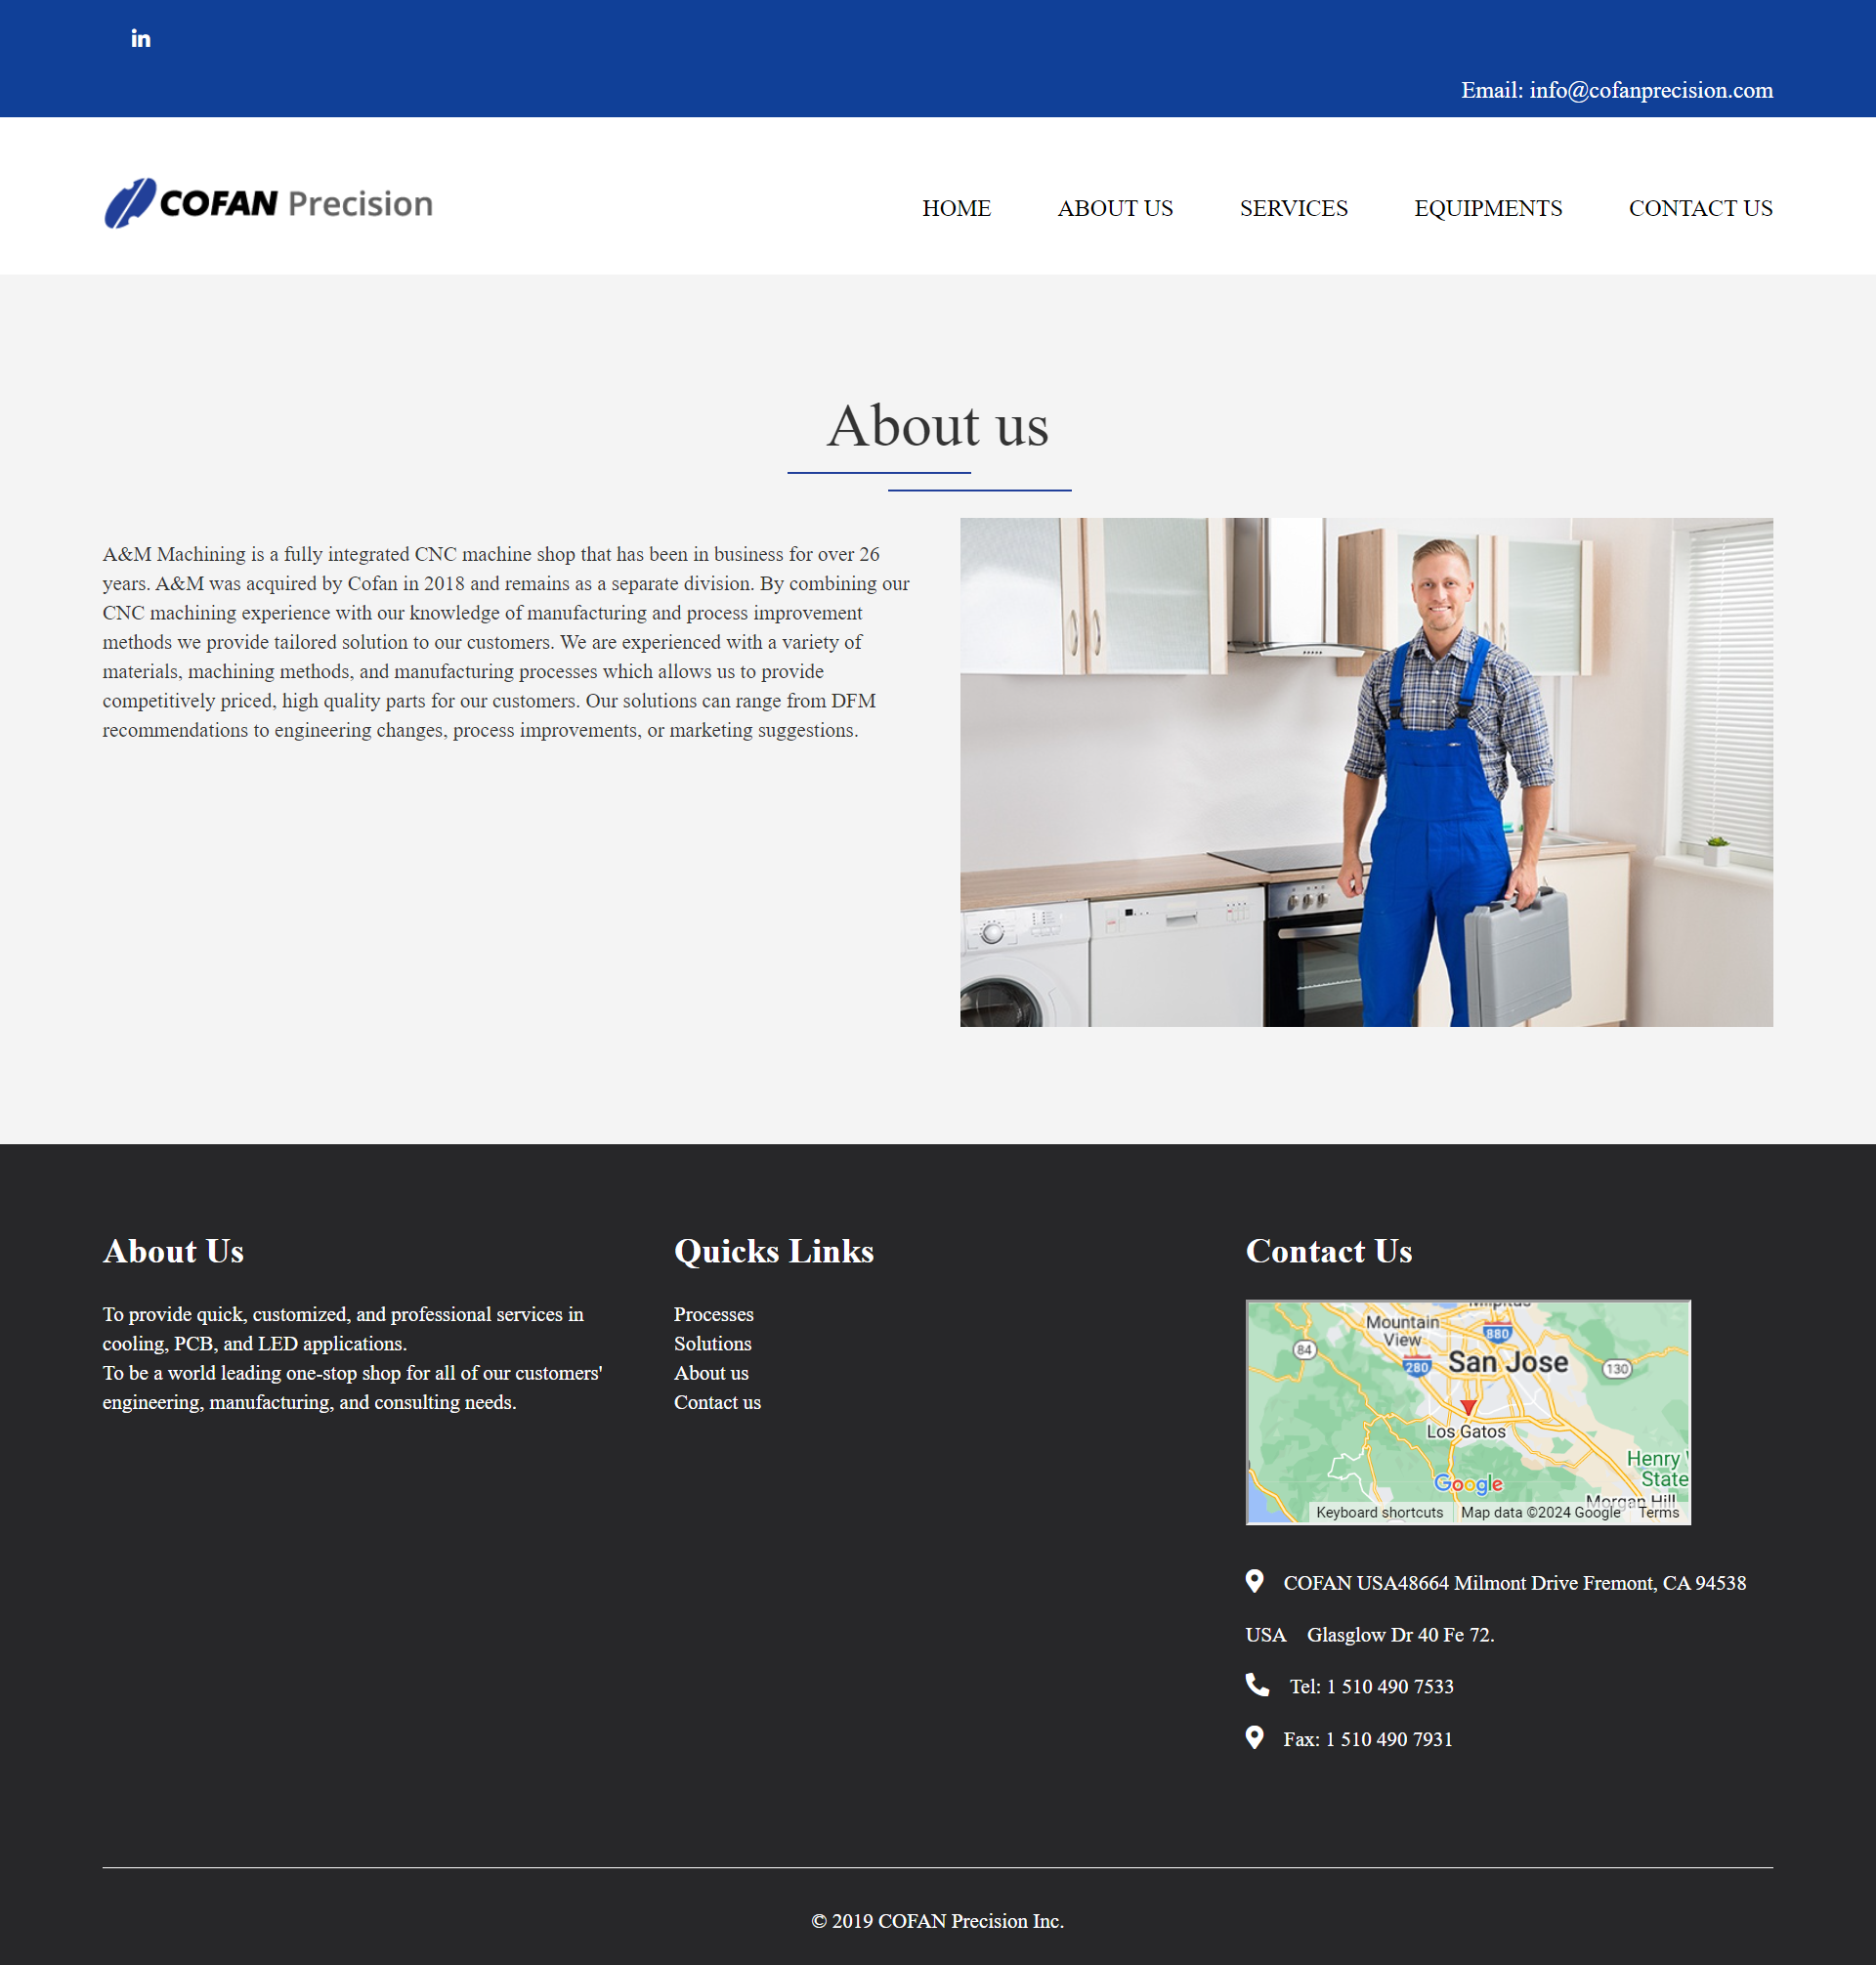 Email: info@cofanprecision.com
COFAN Precision
HOME ABOUT US SERVICES EQUIPMENTS CONTACT US
About us
A&M Machining is a fully integrated CNC machine shop that has been in business for over 26
years. A&M was acquired by Cofan in 2018 and remains as a separate division. By combining our
CNC machining experience with our knowledge of manufacturing and process improvement
methods we provide tailored solution to our customers. We are experienced with a variety of
materials, machining methods, and manufacturing processes which allows us to provide
competitively priced, high quality parts for our customers. Our solutions can range from DFM
recommendations to engineering changes, process improvements, or marketing suggestions.
About Us
To provide quick, customized, and professional services in
cooling, PCB, and LED applications.
To be a world leading one-stop shop for all of our customers'
engineering, manufacturing, and consulting needs.
Quicks Links
Processes
Solutions
About us
Contact us
Contact Us
Milpitas
Mountain
View
880
84
280
San Jose
130
Los Gatos
Henry
State
Google
Morgan Hill
Keyboard shortcuts Map data ©2024 Google Terms
COFAN USA48664 Milmont Drive Fremont, CA 94538
USA Glasglow Dr 40 Fe 72.
Tel: 1 510 490 7533
Fax: 1 510 490 7931
© 2019 COFAN Precision Inc.